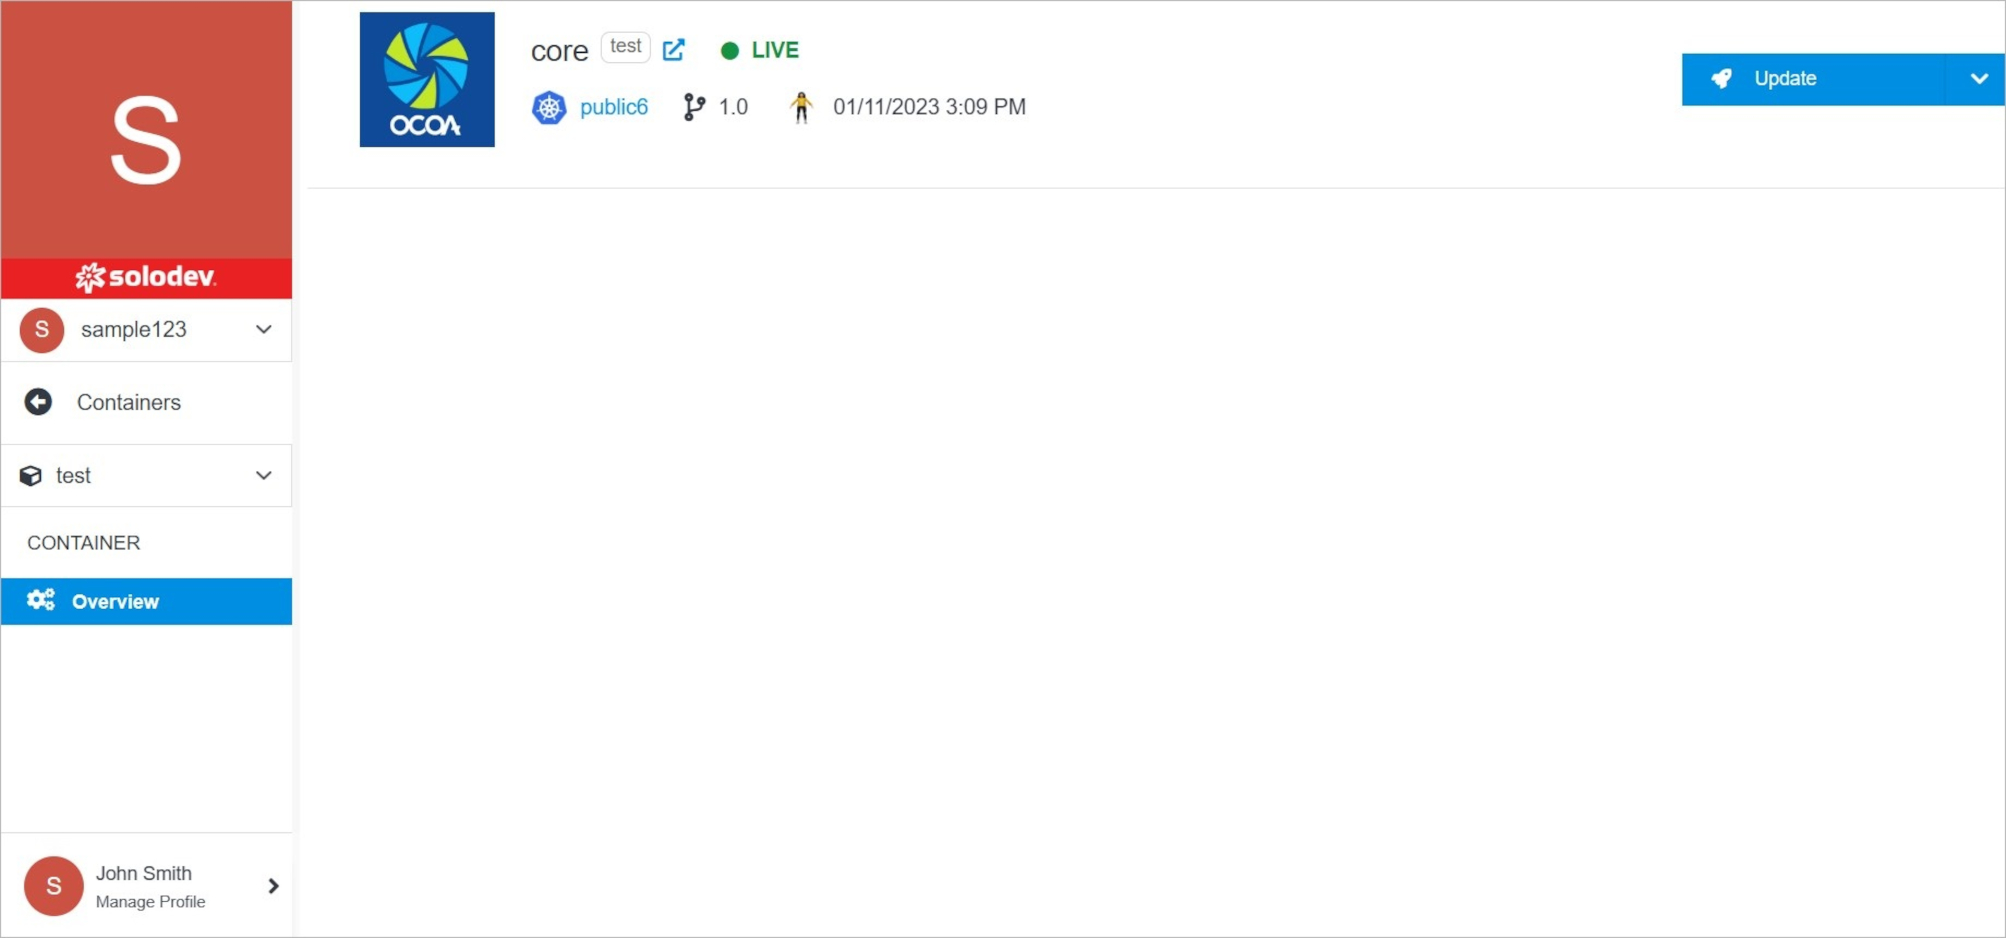 S
solodev
S sample123
Containers
test
CONTAINER
Overview
S John Smith
Manage Profile
OCOA
core test LIVE
public6 1.0 01/11/2023 3:09 PM
Update